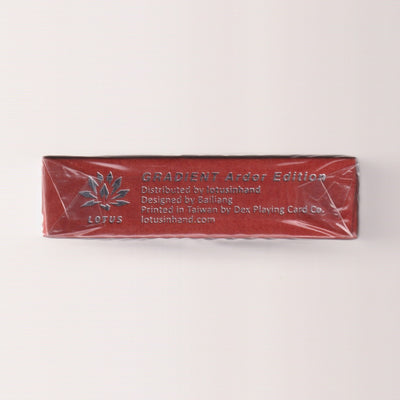 GRADIENT Ardor Edition
Distributed by lotusinhand
Designed by Bailiang
Printed in Taiwan by Dex Playing Card Co.
lotusinhand.com
LOTUS